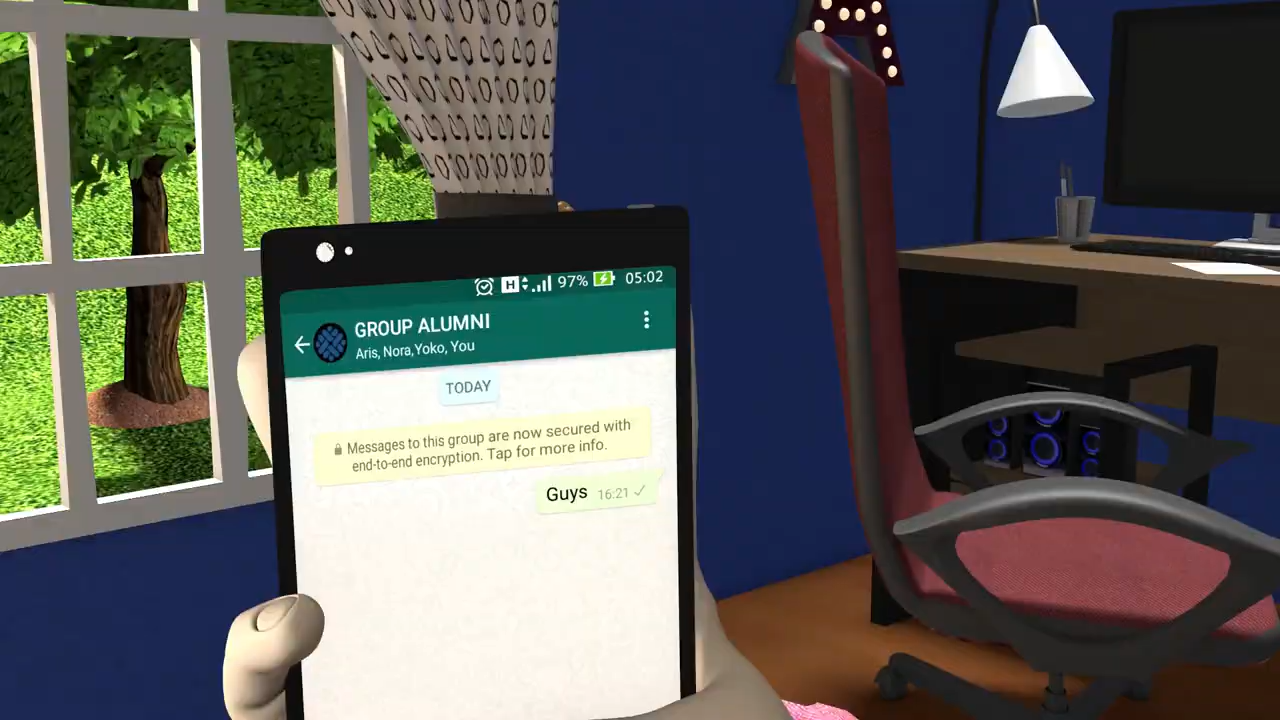 97% 05:02
GROUP ALUMNI
Aris, Nora,Yoko, You
TODAY
Messages to this group are now secured with
end-to-end encryption. Tap for more info.
Guys 16:21